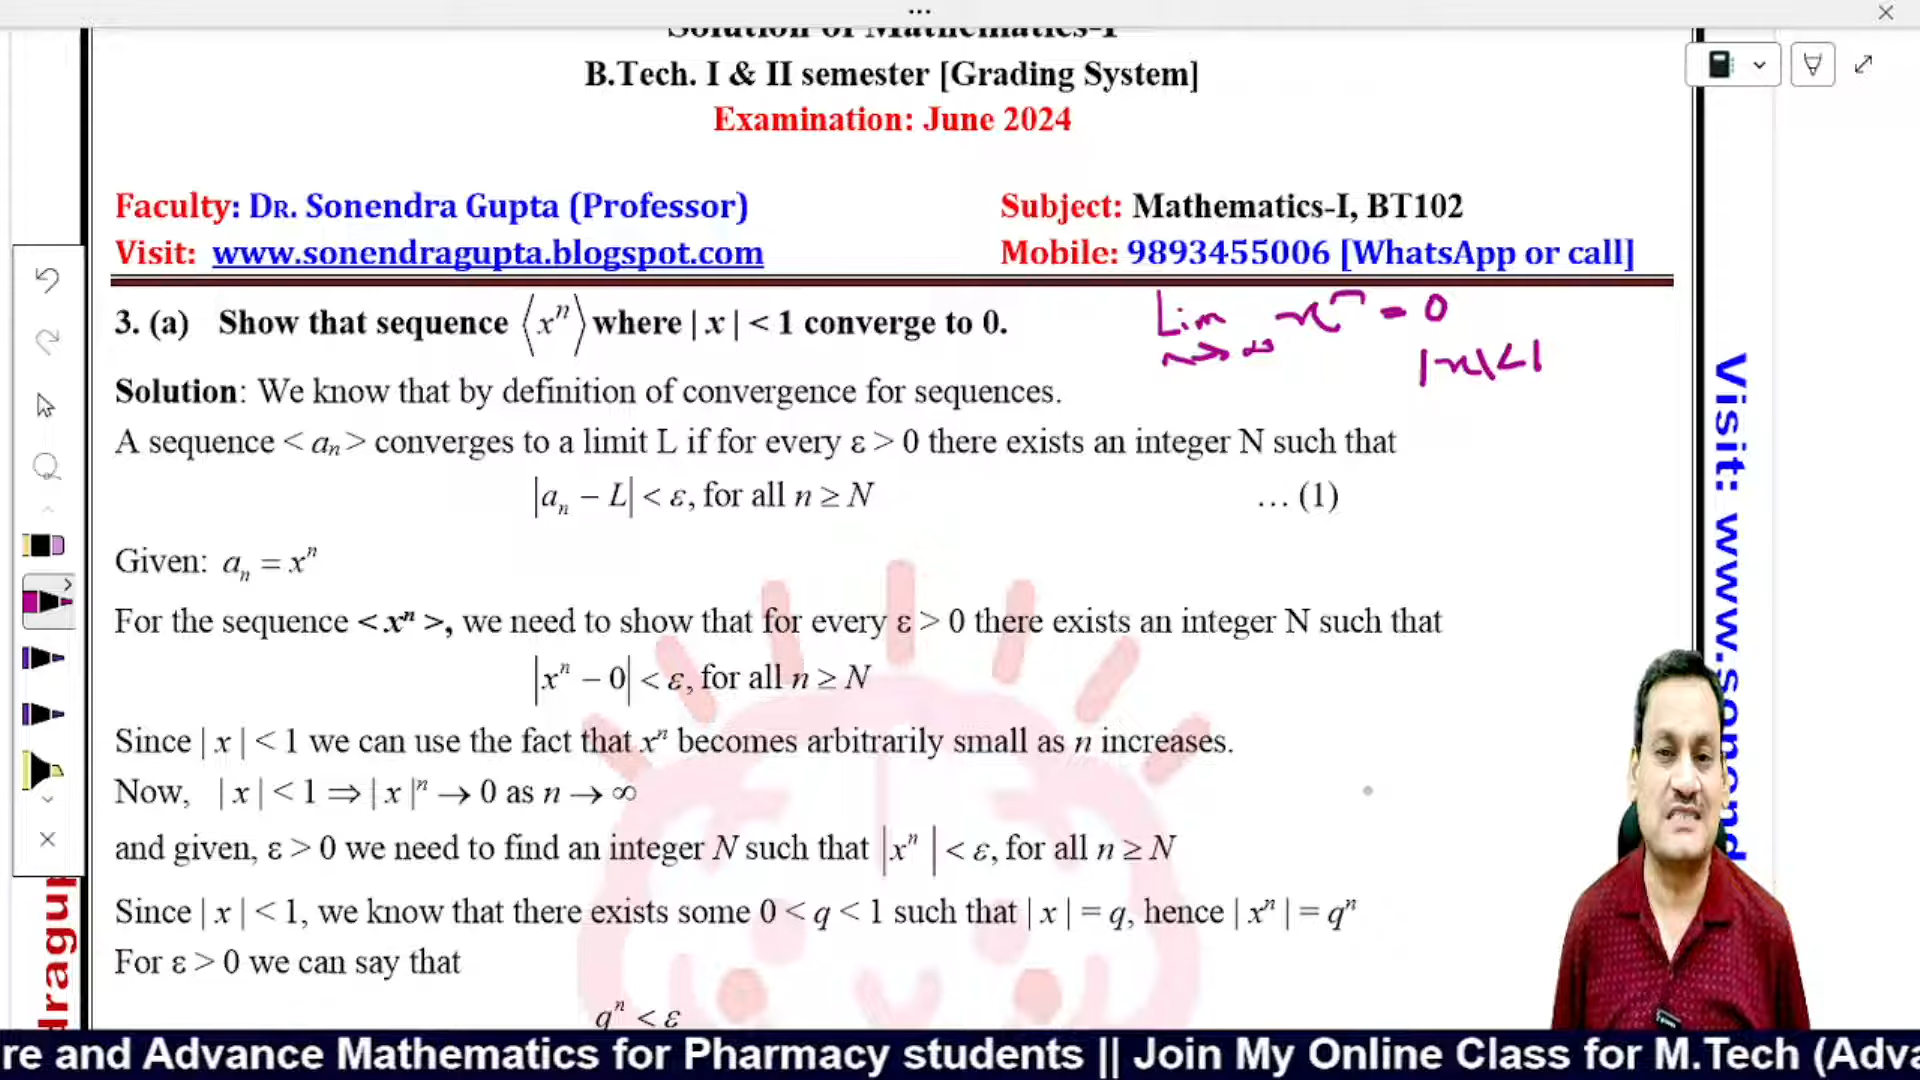 Solution of Mathematics-I
B.Tech. I & II semester [Grading System]
Examination: June 2024
Faculty: DR. Sonendra Gupta (Professor)
Subject: Mathematics-I, BT102
Visit: www.sonendragupta.blogspot.com
Mobile: 9893455006 [WhatsApp or call]
3. (a) Show that sequence ⟨xⁿ⟩ where | x | < 1 converge to 0.
Lim xⁿ = 0
n→∞ |x|<1
Solution: We know that by definition of convergence for sequences.
A sequence < aₙ > converges to a limit L if for every ε > 0 there exists an integer N such that
|aₙ − L| < ε, for all n ≥ N … (1)
Given: aₙ = xⁿ
For the sequence < xⁿ >, we need to show that for every ε > 0 there exists an integer N such that
|xⁿ − 0| < ε, for all n ≥ N
Since | x | < 1 we can use the fact that xⁿ becomes arbitrarily small as n increases.
Now, | x | < 1 ⇒ | x |ⁿ → 0 as n → ∞
and given, ε > 0 we need to find an integer N such that |xⁿ| < ε, for all n ≥ N
Since | x | < 1, we know that there exists some 0 < q < 1 such that | x | = q, hence | xⁿ | = qⁿ
For ε > 0 we can say that
qⁿ < ε
Visit: www.sonend
dragup
re and Advance Mathematics for Pharmacy students || Join My Online Class for M.Tech (Adva